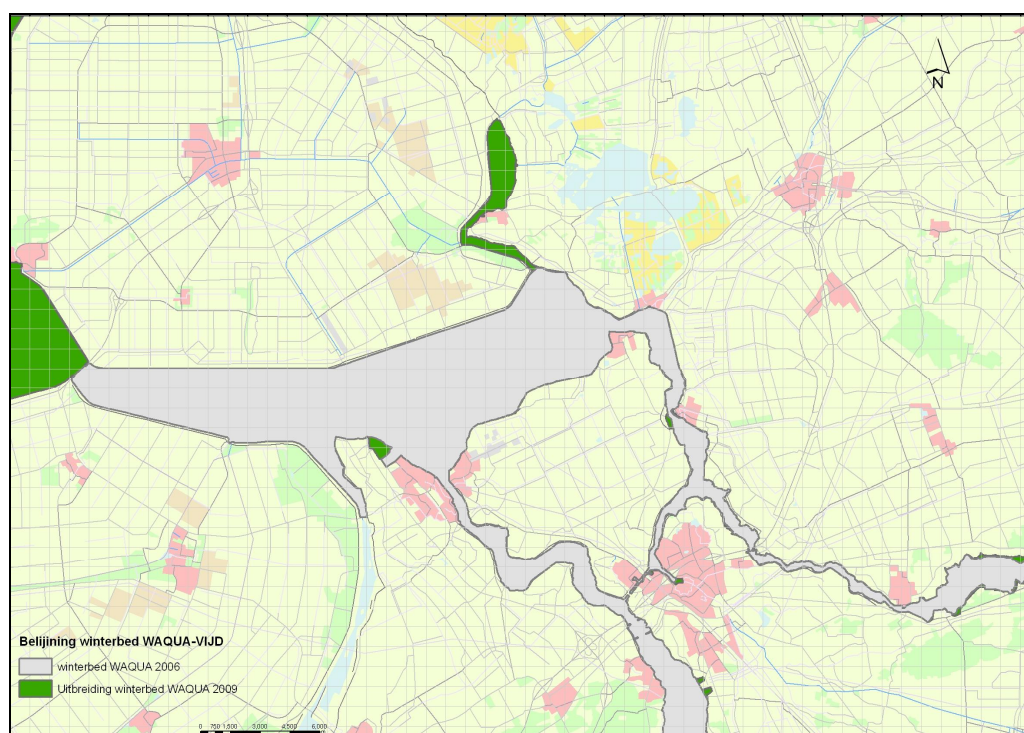 N
Belijining winterbed WAQUA-VIJD
winterbed WAQUA 2006
Uitbreiding winterbed WAQUA 2009
0 750 1,500 3,000 4,500 6,000